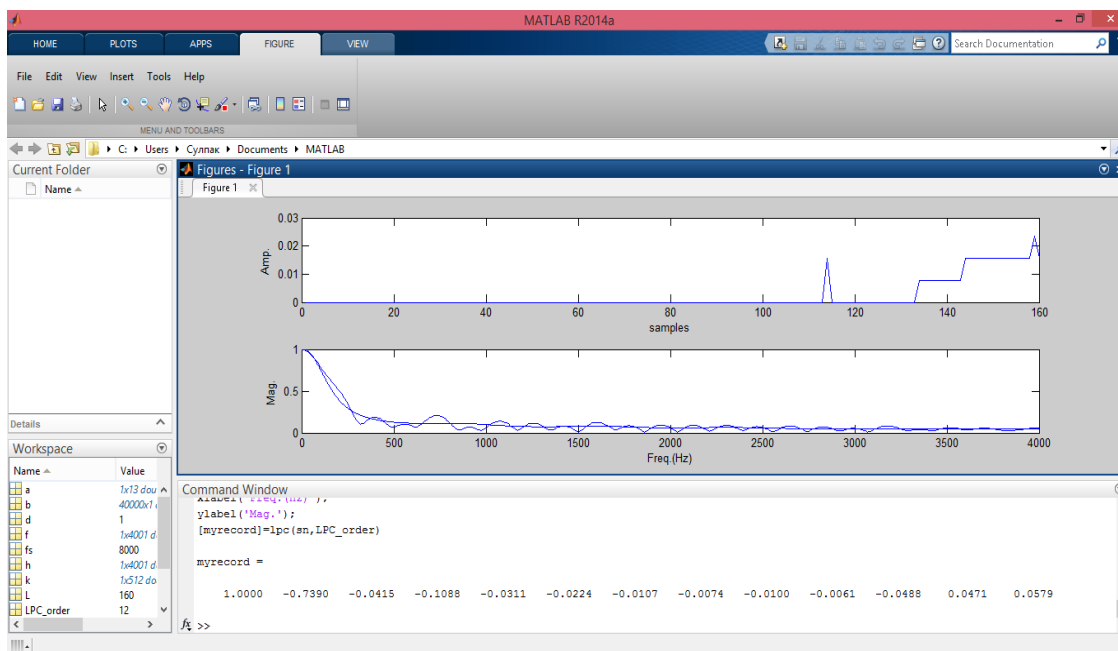 MATLAB R2014a
HOME PLOTS APPS FIGURE VIEW
Search Documentation
File Edit View Insert Tools Help
MENU AND TOOLBARS
C: Users Сулпак Documents MATLAB
Current Folder
Name
Details
Workspace
Name Value
a 1x13 dou
b 40000x1
d 1
f 1x4001 d
fs 8000
h 1x4001 d
k 1x512 do
L 160
LPC_order 12
Figures - Figure 1
Figure 1
0.03
0.02
0.01
0
Amp.
0 20 40 60 80 100 120 140 160
samples
1
0.5
0
Mag.
0 500 1000 1500 2000 2500 3000 3500 4000
Freq.(Hz)
Command Window
xlabel('Freq.(Hz)');
ylabel('Mag.');
[myrecord]=lpc(sn,LPC_order)
myrecord =
1.0000 -0.7390 -0.0415 -0.1088 -0.0311 -0.0224 -0.0107 -0.0074 -0.0100 -0.0061 -0.0488 0.0471 0.0579
fx >>